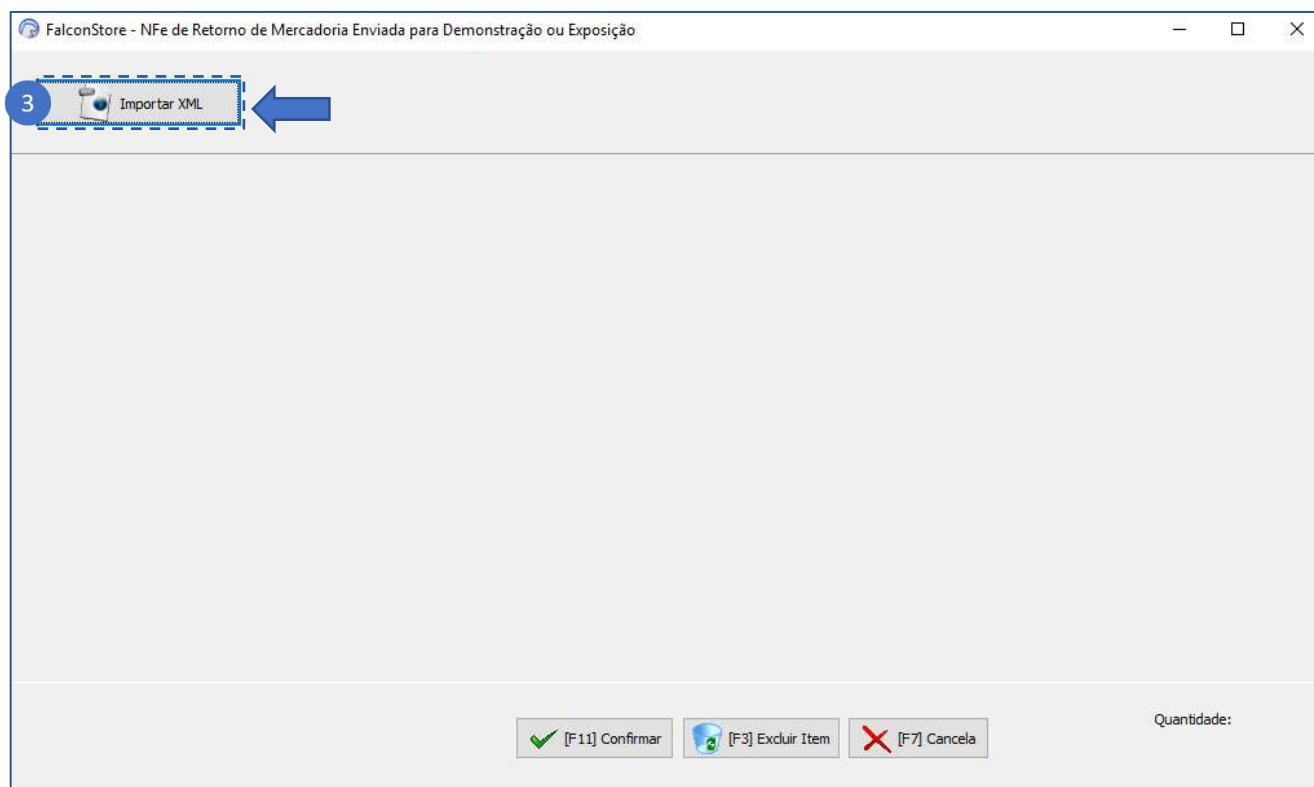 FalconStore - NFe de Retorno de Mercadoria Enviada para Demonstração ou Exposição
3
Importar XML
Quantidade:
[F11] Confirmar
[F3] Excluir Item
[F7] Cancela